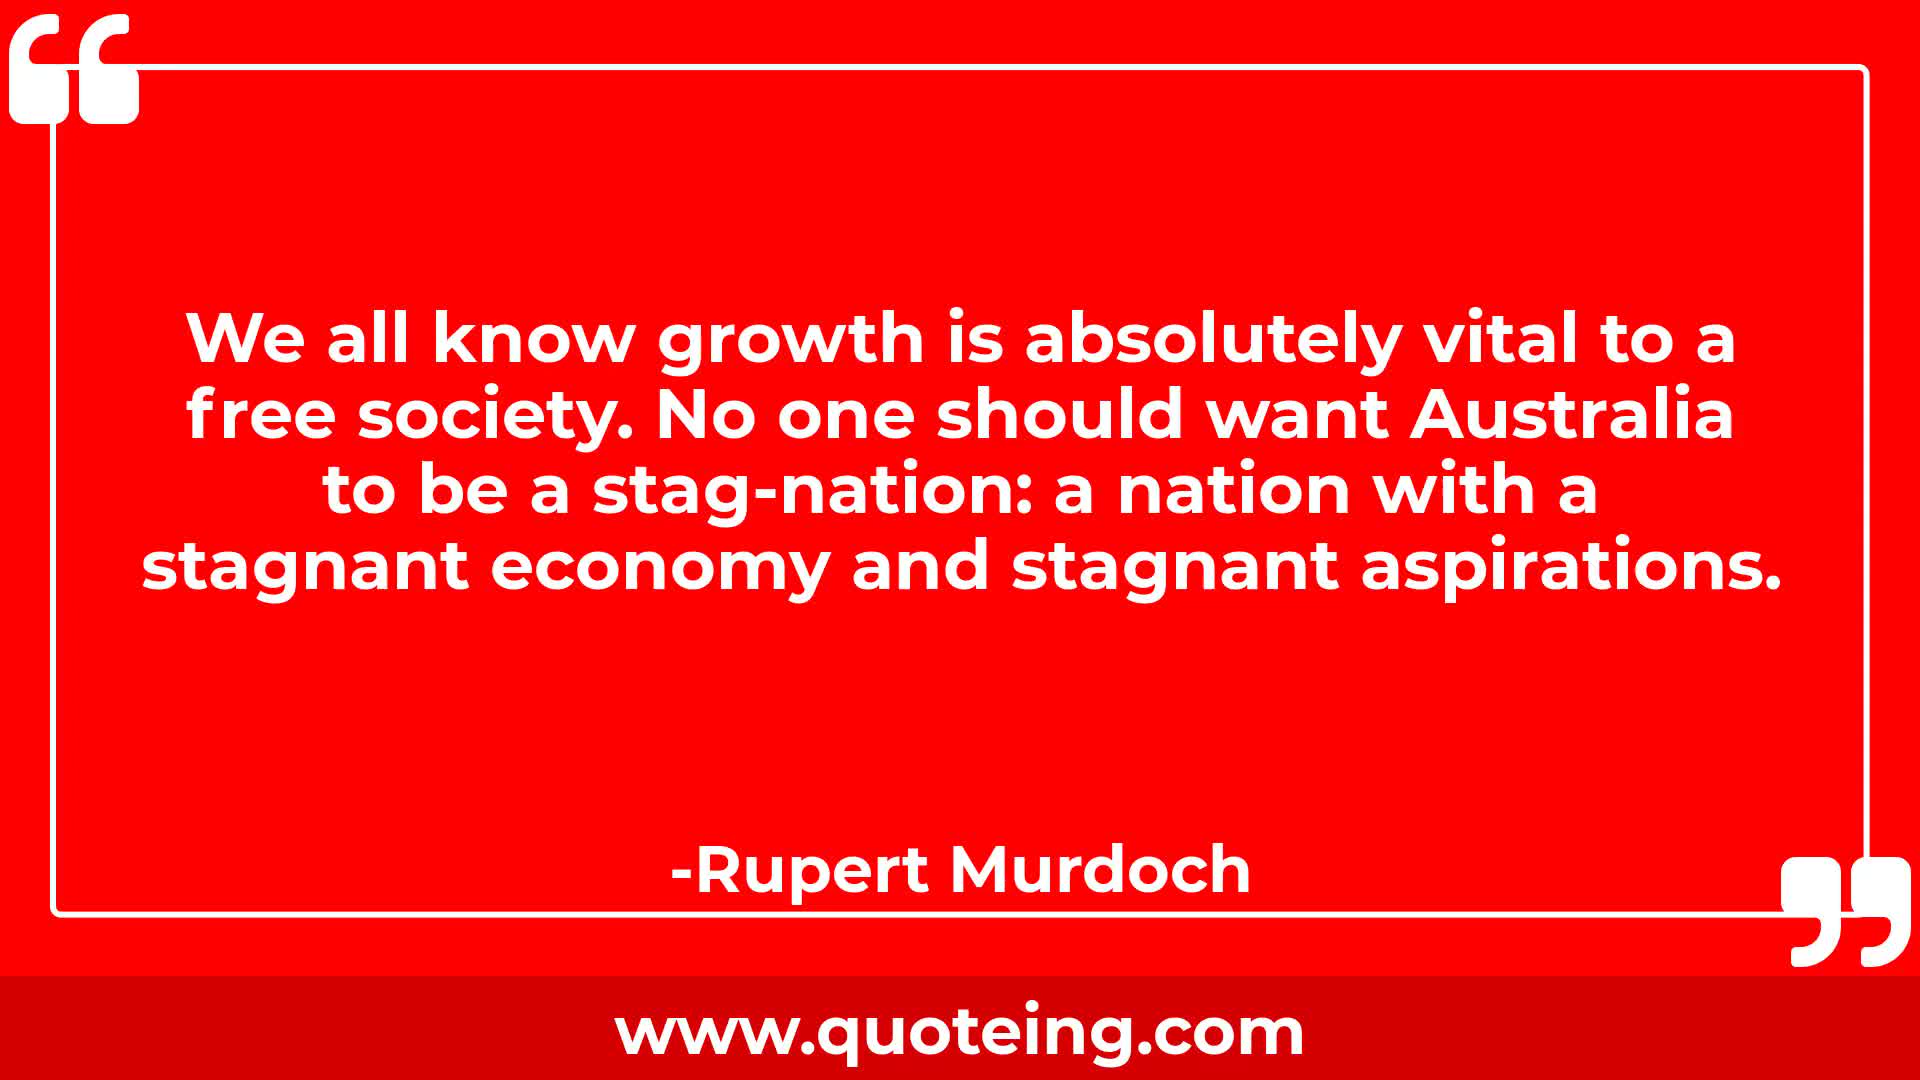 We all know growth is absolutely vital to a
free society. No one should want Australia
to be a stag-nation: a nation with a
stagnant economy and stagnant aspirations.
-Rupert Murdoch
www.quoteing.com